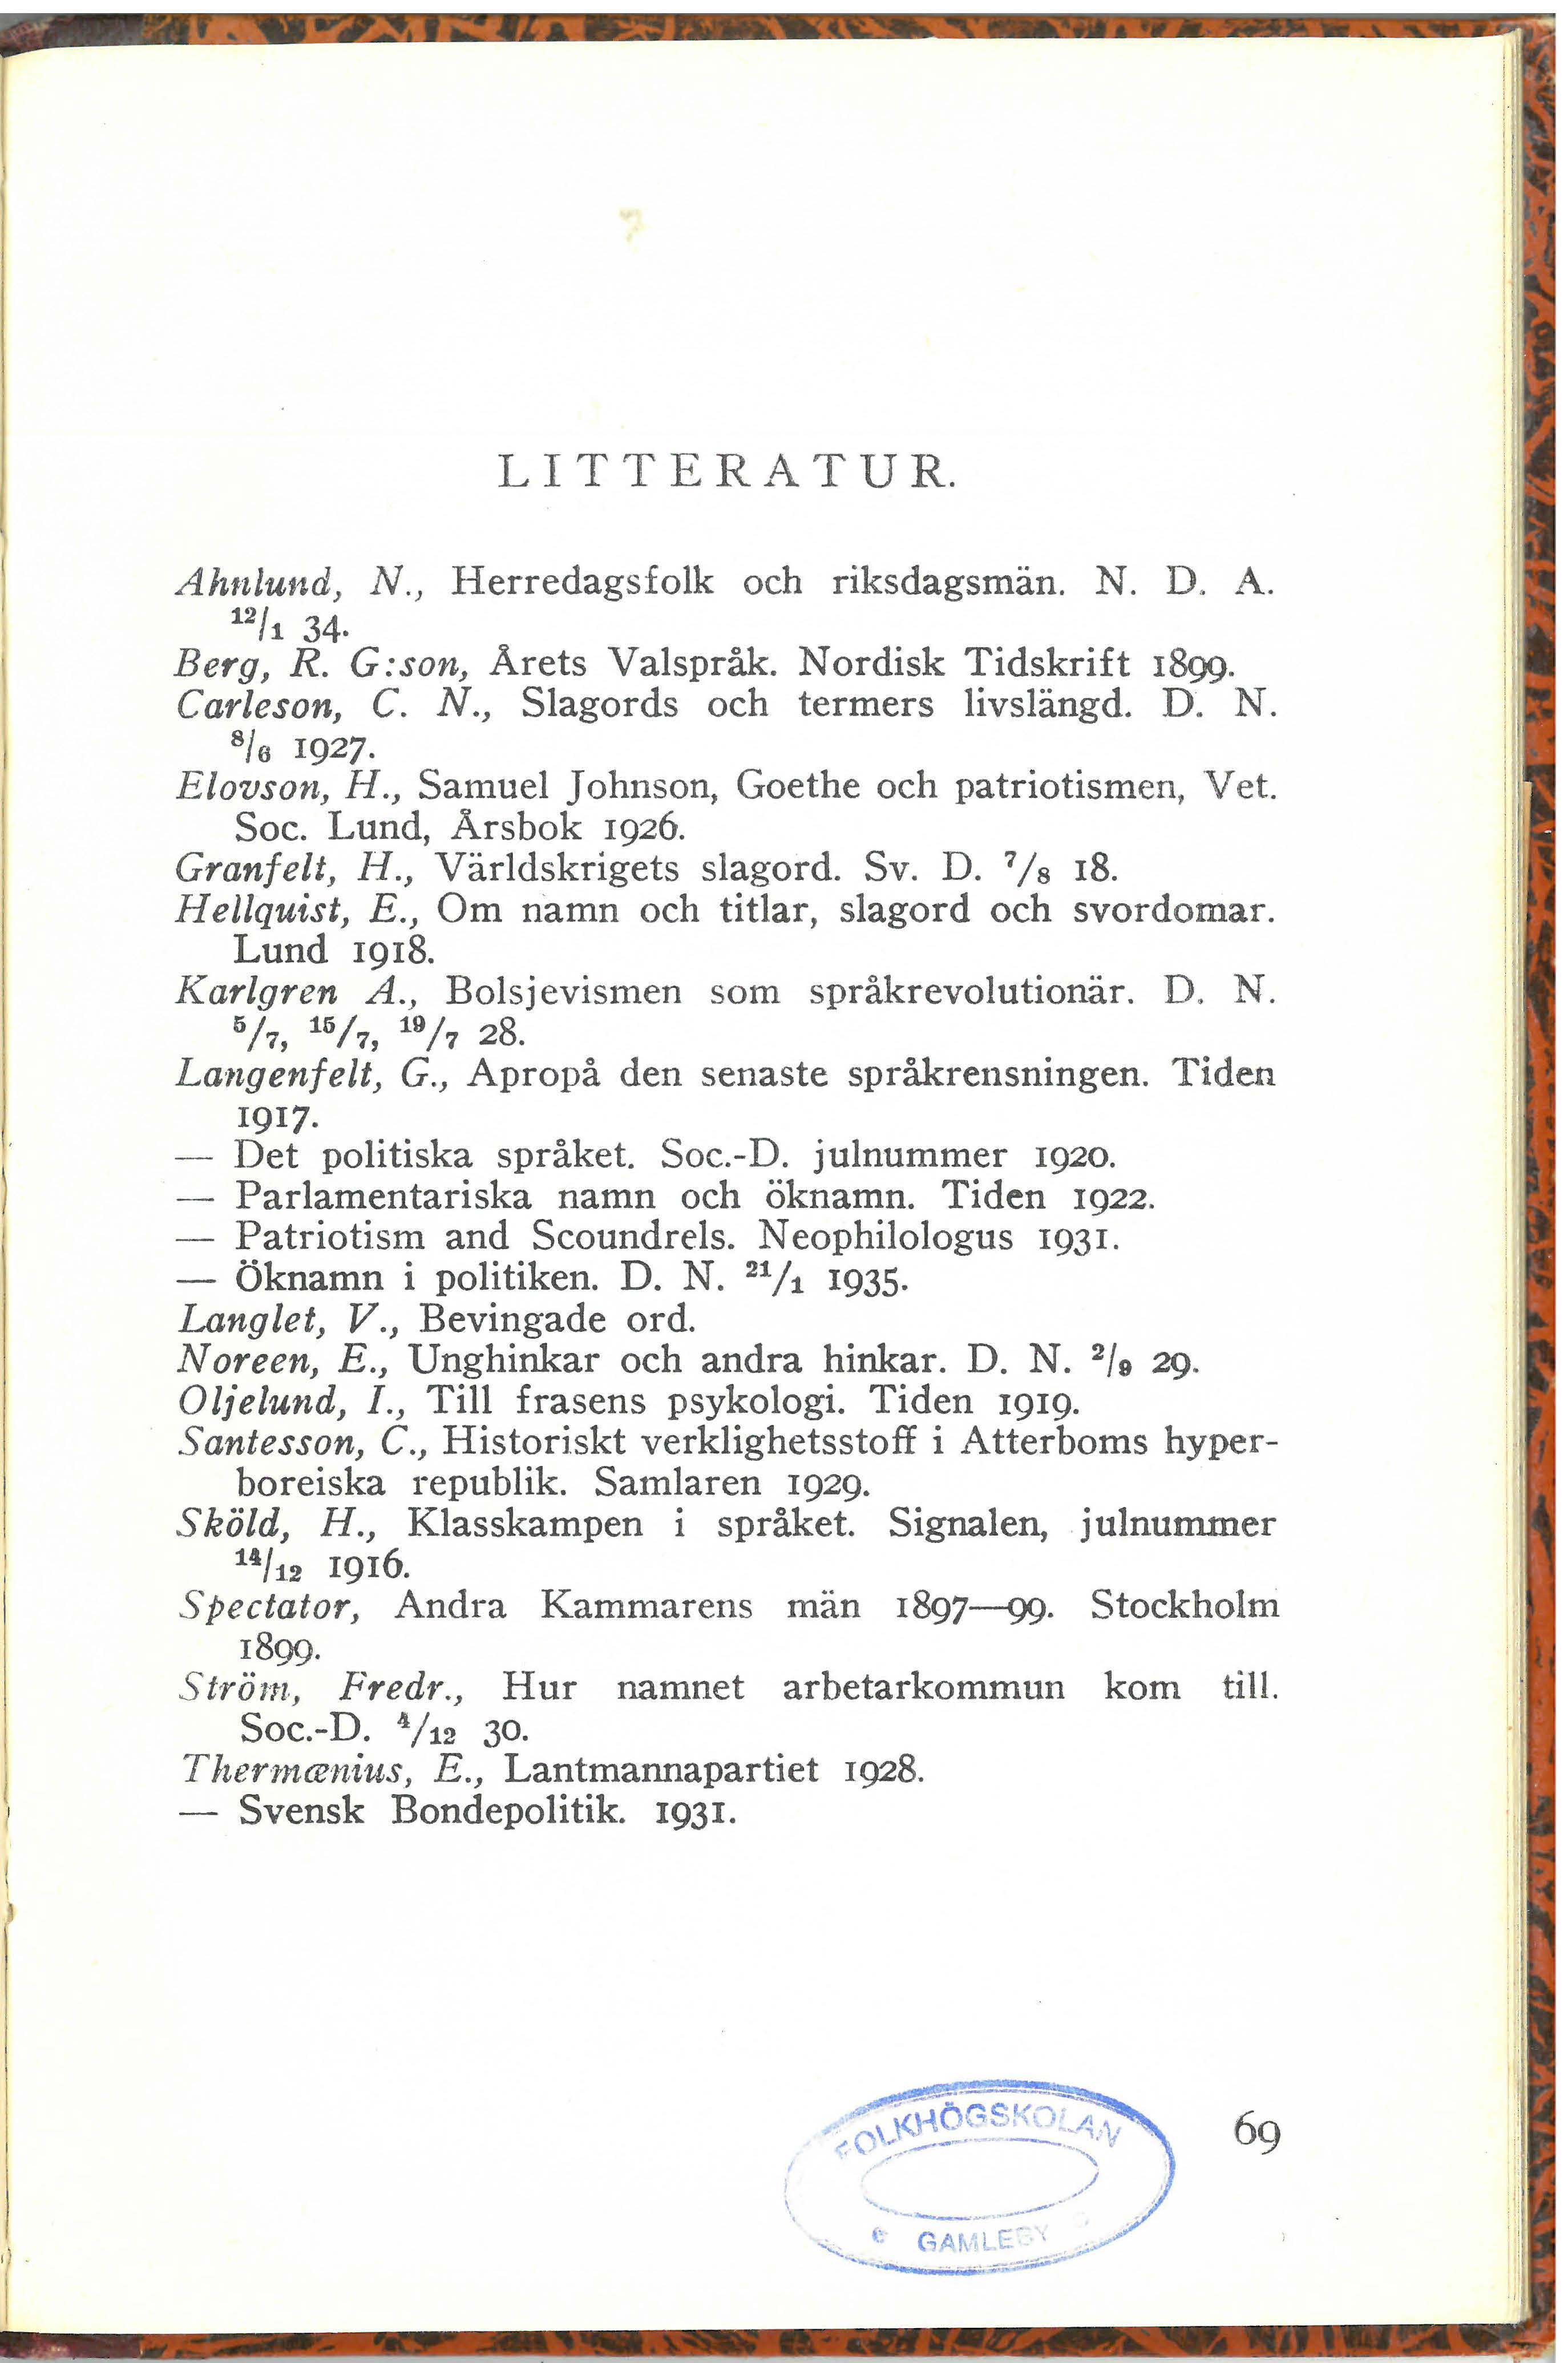 LITTERATUR.
Ahnlund, N., Herredagsfolk och riksdagsmän. N. D. A.
12/1 34.
Berg, R. G:son, Årets Valspråk. Nordisk Tidskrift 1899.
Carleson, C. N., Slagords och termers livslängd. D. N.
8/6 1927.
Elovson, H., Samuel Johnson, Goethe och patriotismen, Vet.
Soc. Lund, Årsbok 1926.
Granfelt, H., Världskrigets slagord. Sv. D. 7/8 18.
Hellquist, E., Om namn och titlar, slagord och svordomar.
Lund 1918.
Karlgren A., Bolsjevismen som språkrevolutionär. D. N.
5/7, 15/7, 19/7 28.
Langenfelt, G., Apropå den senaste språkrensningen. Tiden
1917.
— Det politiska språket. Soc.-D. julnummer 1920.
— Parlamentariska namn och öknamn. Tiden 1922.
— Patriotism and Scoundrels. Neophilologus 1931.
— Öknamn i politiken. D. N. 21/1 1935.
Langlet, V., Bevingade ord.
Noreen, E., Unghinkar och andra hinkar. D. N. 2/9 29.
Oljelund, I., Till frasens psykologi. Tiden 1919.
Santesson, C., Historiskt verklighetsstoff i Atterboms hyper-
boreiska republik. Samlaren 1929.
Sköld, H., Klasskampen i språket. Signalen, julnummer
14/12 1916.
Spectator, Andra Kammarens män 1897—99. Stockholm
1899.
Ström, Fredr., Hur namnet arbetarkommun kom till.
Soc.-D. 4/12 30.
Thermænius, E., Lantmannapartiet 1928.
— Svensk Bondepolitik. 1931.
FOLKHÖGSKOLAN
GAMLEBY
69